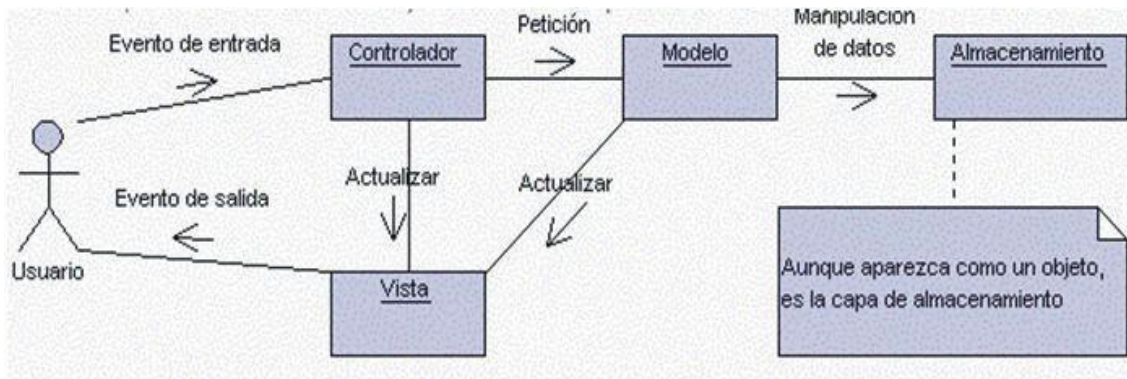 Evento de entrada
Controlador
Petición
Modelo
Manipulación
de datos
Almacenamiento
Actualizar
Actualizar
Evento de salida
Usuario
Vista
Aunque aparezca como un objeto,
es la capa de almacenamiento